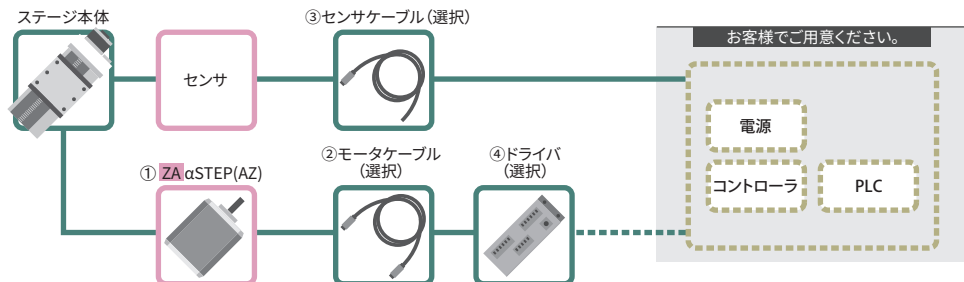 ステージ本体
③センサケーブル（選択）
お客様でご用意ください。
センサ
電源
コントローラ
PLC
① ZA αSTEP(AZ)
②モータケーブル
（選択）
④ドライバ
（選択）